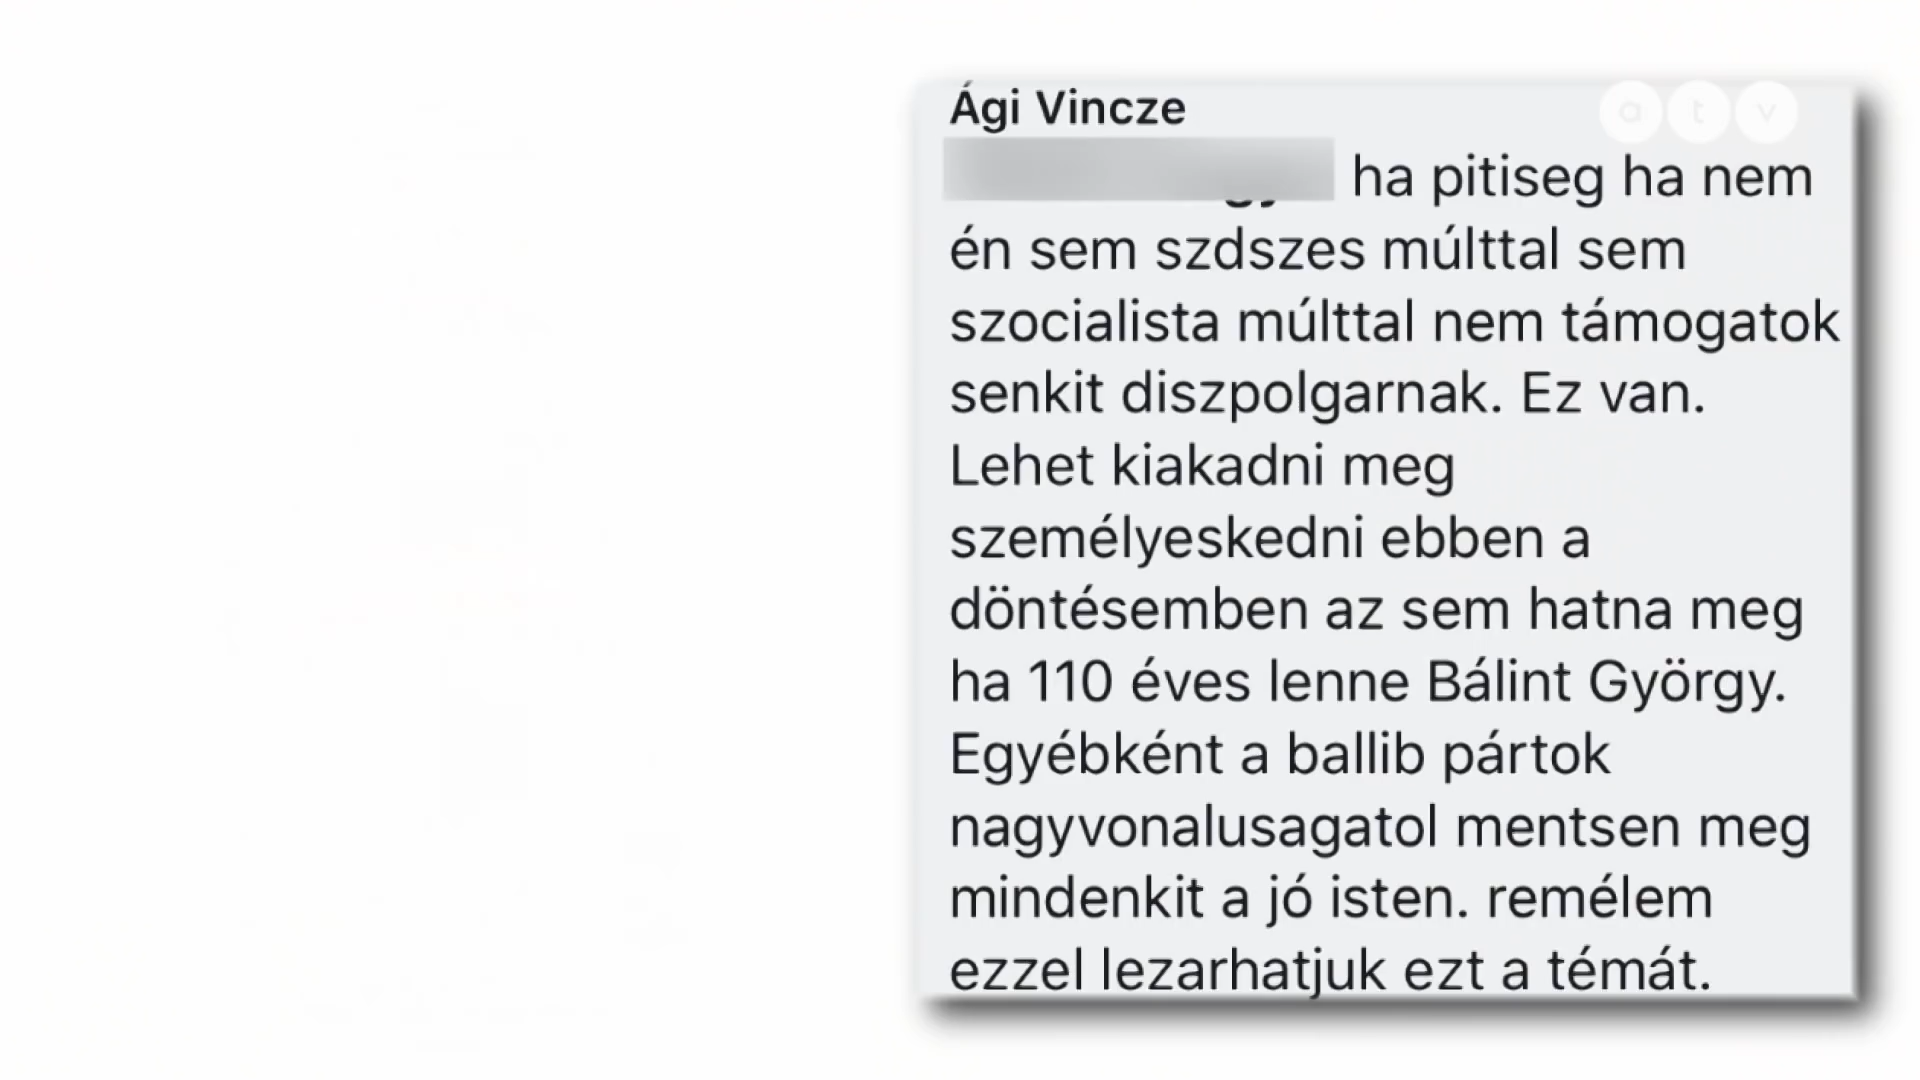 Ági Vincze
a t v
ha pitiseg ha nem
én sem szdszes múlttal sem
szocialista múlttal nem támogatok
senkit diszpolgarnak. Ez van.
Lehet kiakadni meg
személyeskedni ebben a
döntésemben az sem hatna meg
ha 110 éves lenne Bálint György.
Egyébként a ballib pártok
nagyvonalusagatol mentsen meg
mindenkit a jó isten. remélem
ezzel lezarhatjuk ezt a témát.